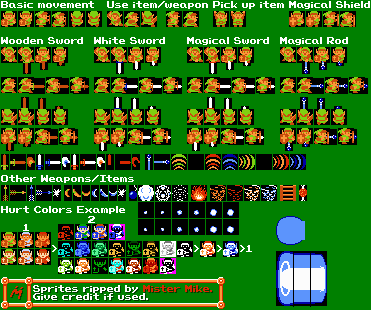 Basic movement Use item/weapon Pick up item Magical Shield
Wooden Sword White Sword Magical Sword Magical Rod
Other Weapons/Items
Hurt Colors Example
1 2
> > >1
Sprites ripped by Mister Mike.
Give credit if used.